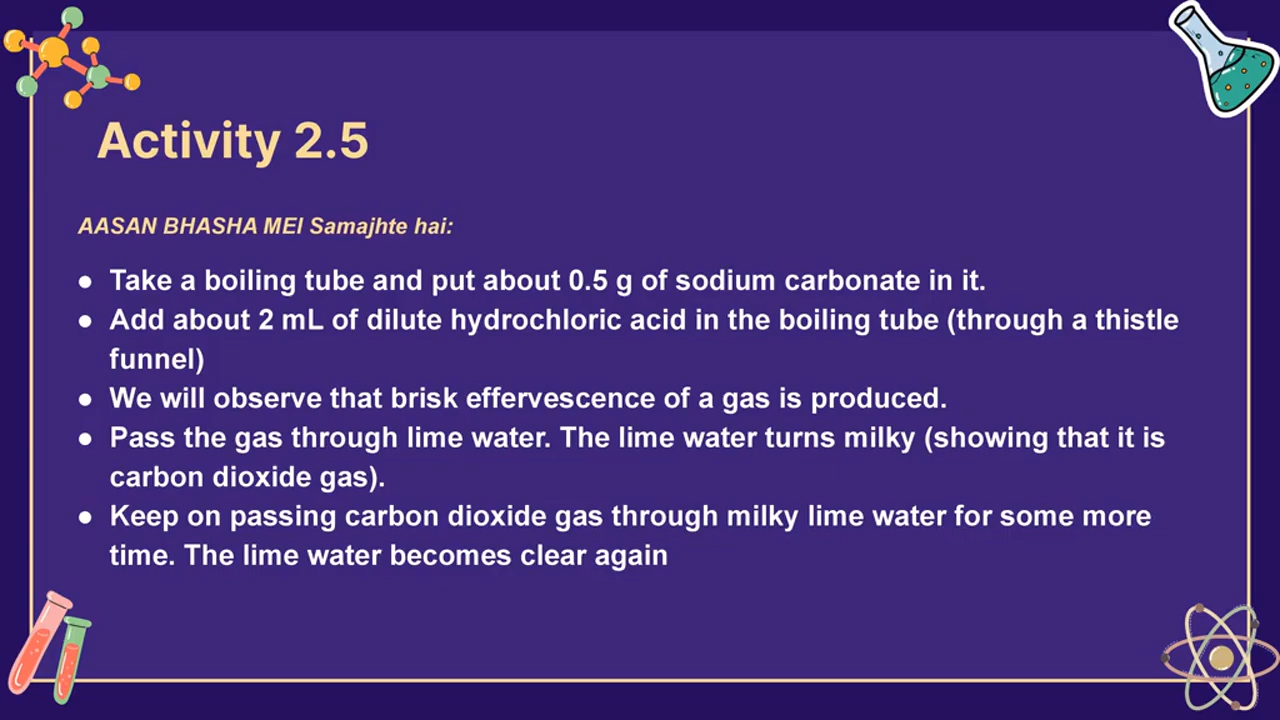 Activity 2.5
AASAN BHASHA MEI Samajhte hai:
● Take a boiling tube and put about 0.5 g of sodium carbonate in it.
● Add about 2 mL of dilute hydrochloric acid in the boiling tube (through a thistle
funnel)
● We will observe that brisk effervescence of a gas is produced.
● Pass the gas through lime water. The lime water turns milky (showing that it is
carbon dioxide gas).
● Keep on passing carbon dioxide gas through milky lime water for some more
time. The lime water becomes clear again